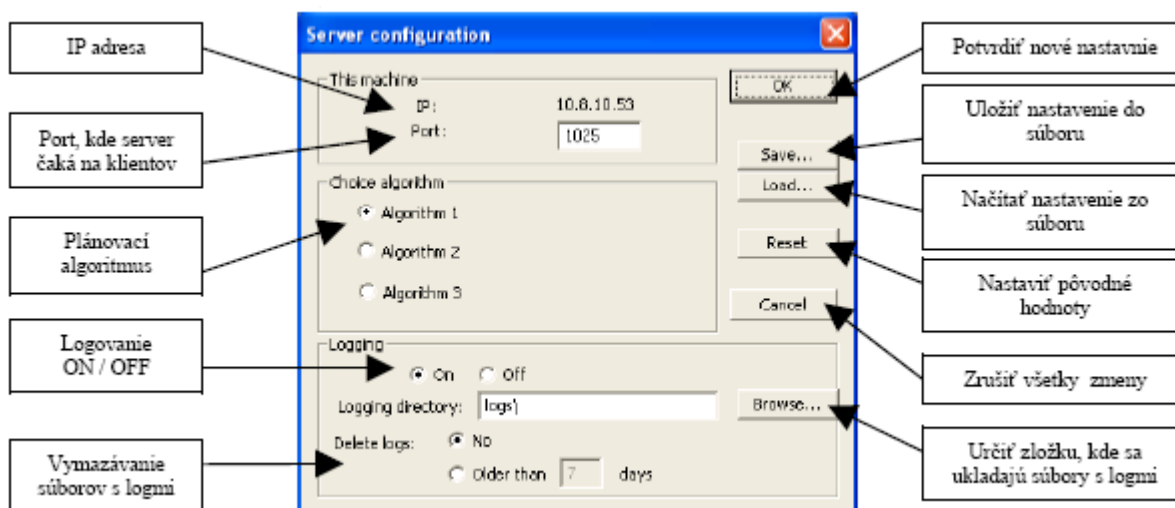 IP adresa
Port, kde server
čaká na klientov
Plánovací
algoritmus
Logovanie
ON / OFF
Vymazávanie
súborov s logmi
Server configuration
This machine
IP: 10.8.10.53
Port: 1025
Choice algorithm
Algorithm 1
Algorithm 2
Algorithm 3
Logging
On Off
Logging directory: logs\
Delete logs: No
Older than 7 days
OK
Save...
Load...
Reset
Cancel
Browse...
Potvrdiť nové nastavnie
Uložiť nastavenie do
súboru
Načítať nastavenie zo
súboru
Nastaviť pôvodné
hodnoty
Zrušiť všetky zmeny
Určiť zložku, kde sa
ukladajú súbory s logmi